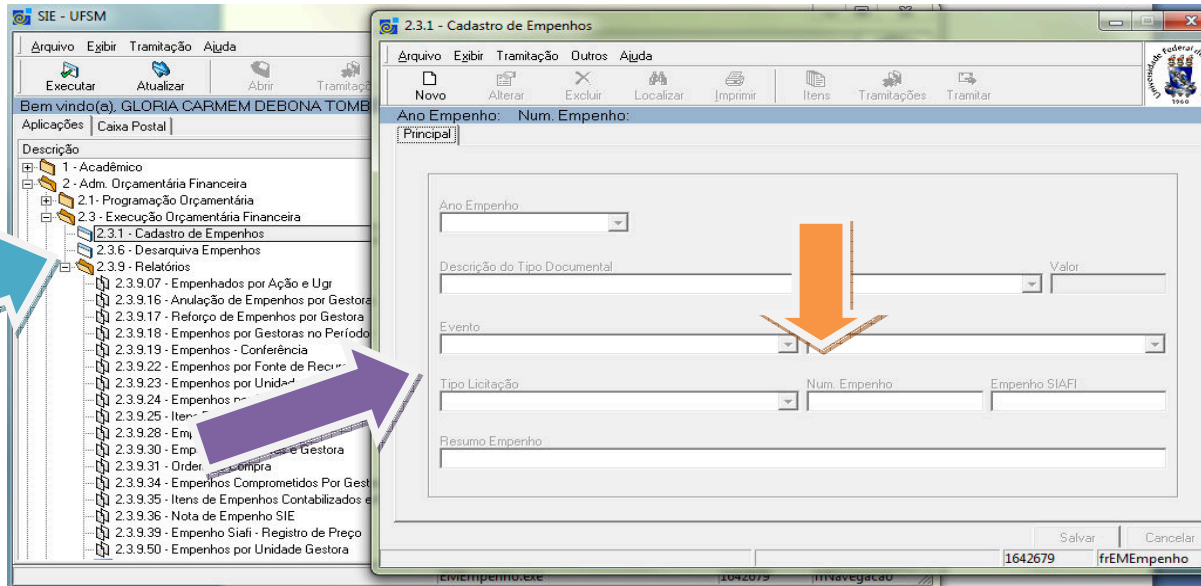 SIE - UFSM
Arquivo Exibir Tramitação Ajuda
Executar Atualizar Abrir
Bem vindo(a), GLORIA CARMEM DEBONA
Aplicações Caixa Postal
Descrição
1 - Acadêmico
2 - Adm. Orçamentária Financeira
2.1- Programação Orçamentária
2.3 - Execução Orçamentária Financeira
2.3.1 - Cadastro de Empenhos
2.3.6 - Desarquiva Empenhos
2.3.9 - Relatórios
2.3.9.07 - Empenhados por Ação e Ugr
2.3.9.16 - Anulação de Empenhos por Gestora
2.3.9.17 - Reforço de Empenhos por Gestora
2.3.9.18 - Empenhos por Gestoras no Período
2.3.9.19 - Empenhos - Conferência
2.3.9.22 - Empenhos por Fonte de
2.3.9.23 - Empenhos por
2.3.9.24 - Empenhos
2.3.9.25 -
2.3.9.28 -
2.3.9.30 - e Gestora
2.3.9.31 - Compra
2.3.9.34 - Empenhos Comprometidos Por
2.3.9.35 - Itens de Empenhos Contabilizados e
2.3.9.36 - Nota de Empenho SIE
2.3.9.39 - Empenho Siafi - Registro de Preço
2.3.9.50 - Empenhos por Unidade Gestora
EMEmpenho.exe 1642679 frNavegacao
2.3.1 - Cadastro de Empenhos
Arquivo Exibir Tramitação Outros Ajuda
Novo Alterar Excluir Localizar Imprimir Itens Tramitações Tramitar
1960
Ano Empenho: Num. Empenho:
Principal
Ano Empenho
Descrição do Tipo Documental Valor
Evento
Tipo Licitação Num. Empenho Empenho SIAFI
Resumo Empenho
Salvar Cancelar
1642679 frEMEmpenho